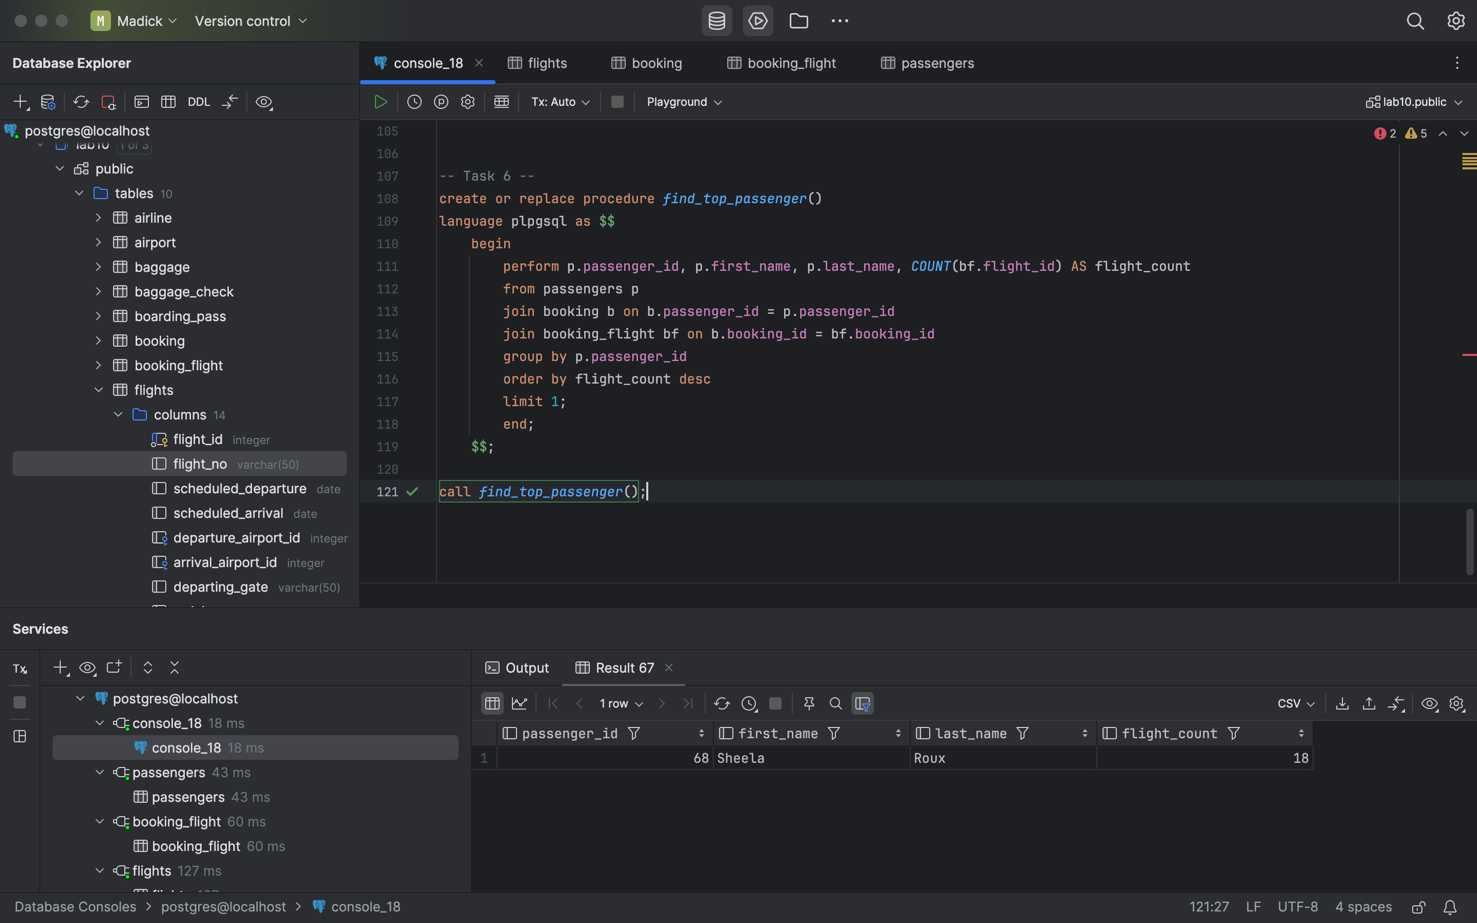 M Madick Version control
Database Explorer
console_18 flights booking booking_flight passengers
DDL
Tx: Auto Playground lab10.public
postgres@localhost
lab10 1 of 3
public
tables 10
airline
airport
baggage
baggage_check
boarding_pass
booking
booking_flight
flights
columns 14
flight_id integer
flight_no varchar(50)
scheduled_departure date
scheduled_arrival date
departure_airport_id integer
arrival_airport_id integer
departing_gate varchar(50)
2 5
105
106
107 -- Task 6 --
108 create or replace procedure find_top_passenger()
109 language plpgsql as $$
110 begin
111 perform p.passenger_id, p.first_name, p.last_name, COUNT(bf.flight_id) AS flight_count
112 from passengers p
113 join booking b on b.passenger_id = p.passenger_id
114 join booking_flight bf on b.booking_id = bf.booking_id
115 group by p.passenger_id
116 order by flight_count desc
117 limit 1;
118 end;
119 $$;
120
121 call find_top_passenger();
Services
Tx
postgres@localhost
console_18 18 ms
console_18 18 ms
passengers 43 ms
passengers 43 ms
booking_flight 60 ms
booking_flight 60 ms
flights 127 ms
Output Result 67
1 row CSV
passenger_id first_name last_name flight_count
1 68 Sheela Roux 18
Database Consoles > postgres@localhost > console_18
121:27 LF UTF-8 4 spaces